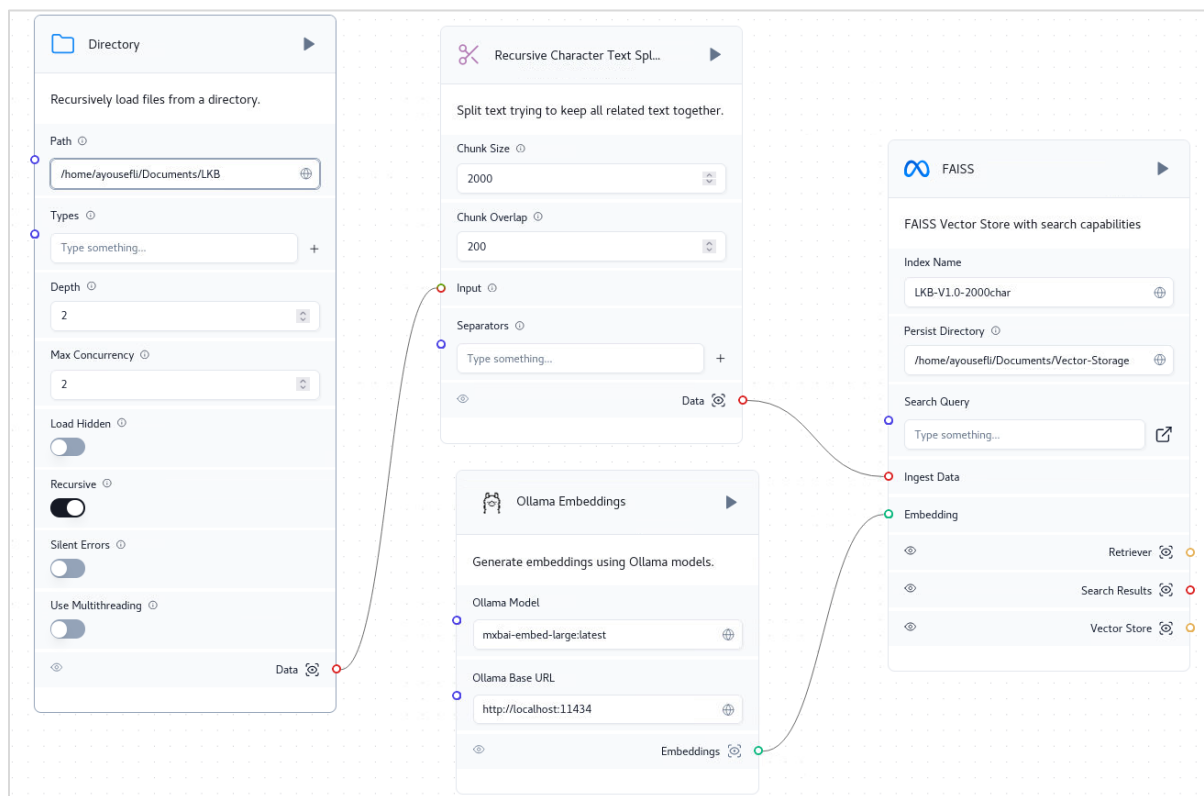 Directory
Recursively load files from a directory.
Path
/home/ayousefli/Documents/LKB
Types
Type something...
Depth
2
Max Concurrency
2
Load Hidden
Recursive
Silent Errors
Use Multithreading
Data
Recursive Character Text Spl...
Split text trying to keep all related text together.
Chunk Size
2000
Chunk Overlap
200
Input
Separators
Type something...
Data
Ollama Embeddings
Generate embeddings using Ollama models.
Ollama Model
mxbai-embed-large:latest
Ollama Base URL
http://localhost:11434
Embeddings
FAISS
FAISS Vector Store with search capabilities
Index Name
LKB-V1.0-2000char
Persist Directory
/home/ayousefli/Documents/Vector-Storage
Search Query
Type something...
Ingest Data
Embedding
Retriever
Search Results
Vector Store